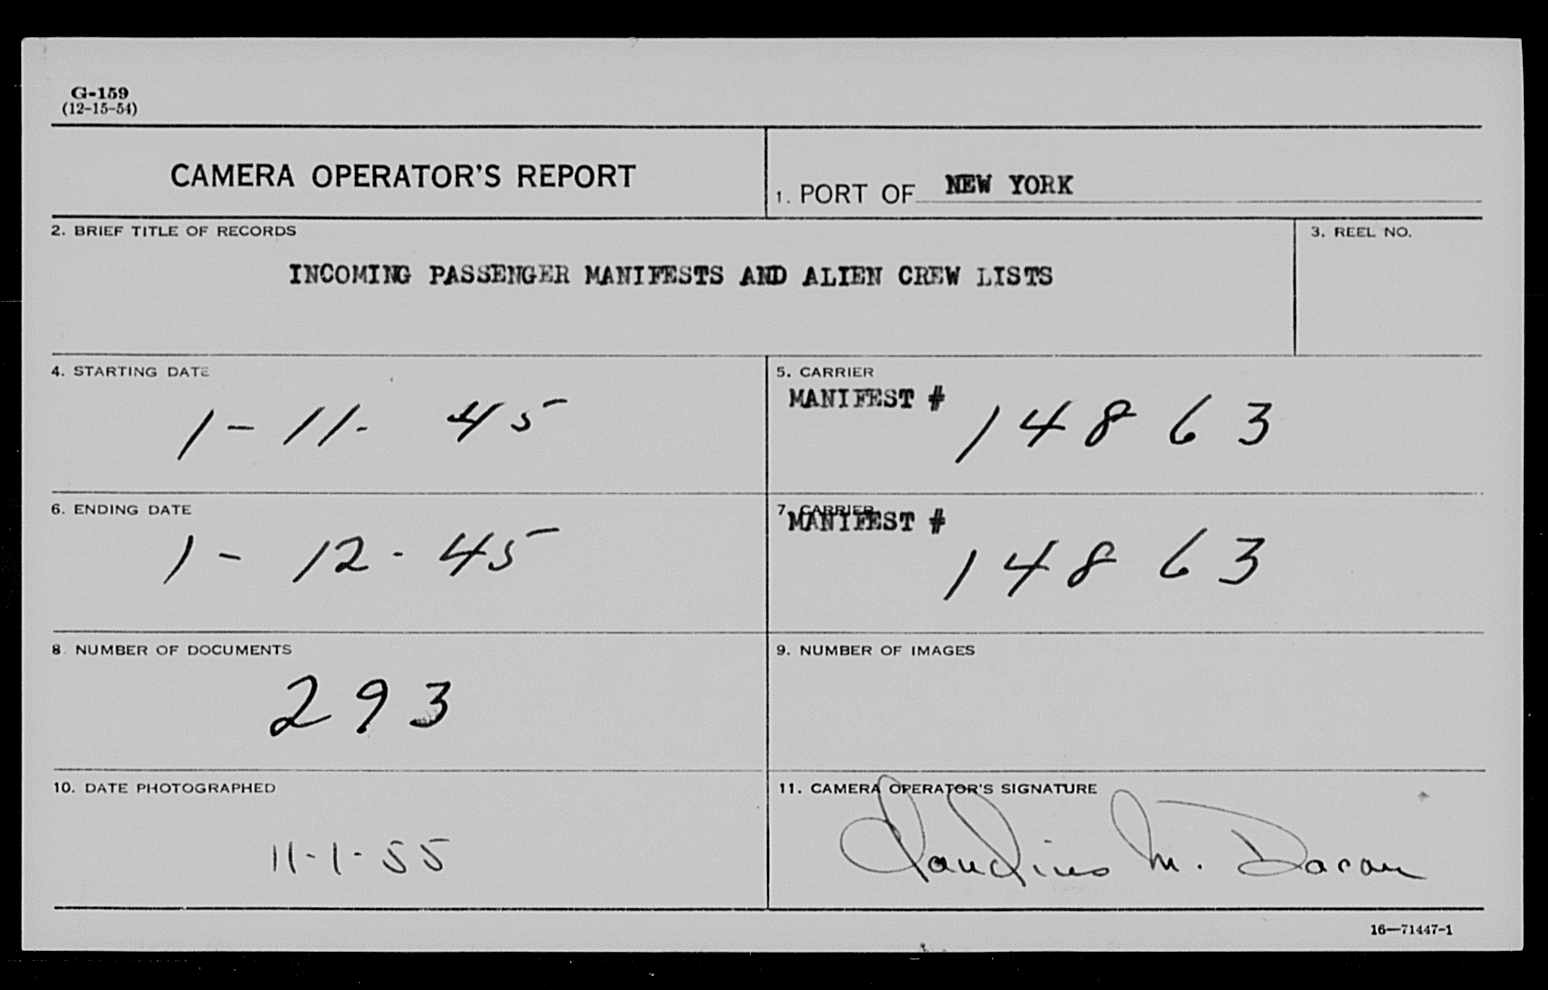 G-159
(12-15-54)
CAMERA OPERATOR'S REPORT
1. PORT OF NEW YORK
2. BRIEF TITLE OF RECORDS
INCOMING PASSENGER MANIFESTS AND ALIEN CREW LISTS
3. REEL NO.
4. STARTING DATE
1-11-45
5. CARRIER
MANIFEST #
14863
6. ENDING DATE
1-12-45
7. CARRIER
MANIFEST #
14863
8. NUMBER OF DOCUMENTS
293
9. NUMBER OF IMAGES
10. DATE PHOTOGRAPHED
11-1-55
11. CAMERA OPERATOR'S SIGNATURE
Claudius M.
16—71447-1